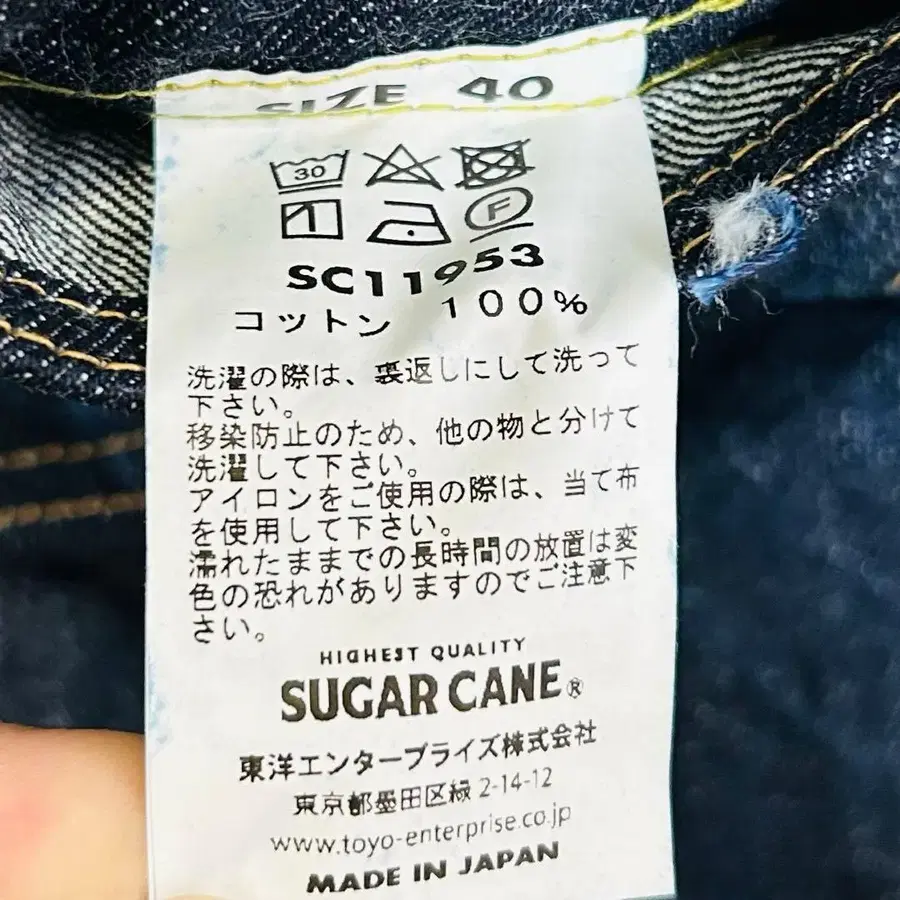 SIZE 40
30
F
SC11953
コットン 100%
洗濯の際は、裏返しにして洗って
下さい。
移染防止のため、他の物と分けて
洗濯して下さい。
アイロンをご使用の際は、当て布
を使用して下さい。
濡れたままでの長時間の放置は変
色の恐れがありますのでご注意下
さい。
HIGHEST QUALITY
SUGAR CANE®
東洋エンタープライズ株式会社
東京都墨田区緑 2-14-12
www.toyo-enterprise.co.jp
MADE IN JAPAN